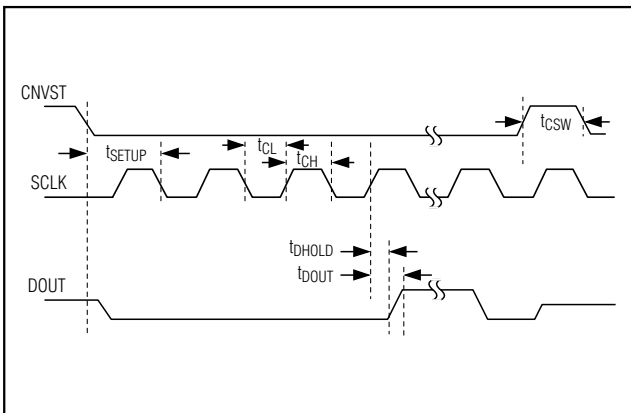 CNVST
tCSW
tSETUP
tCL
tCH
SCLK
tDHOLD
tDOUT
DOUT